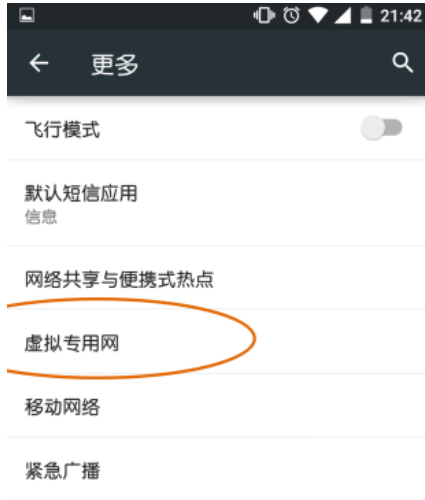 21:42
更多
飞行模式
默认短信应用
信息
网络共享与便携式热点
虚拟专用网
移动网络
紧急广播